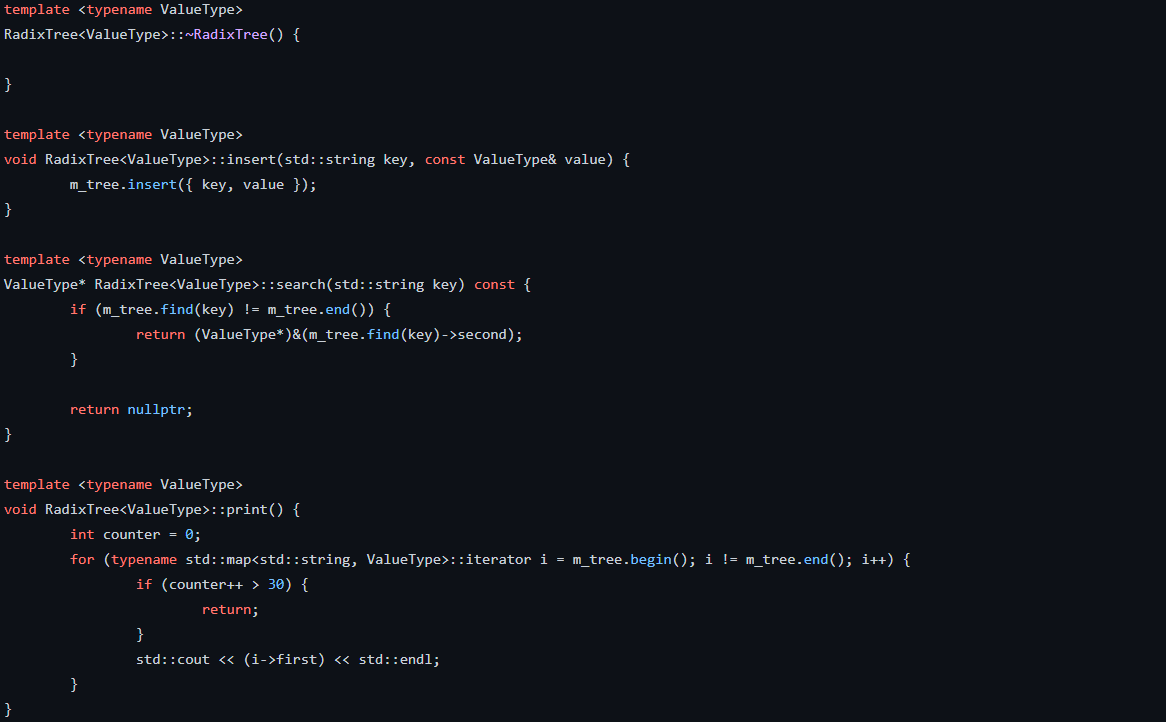 template <typename ValueType>
RadixTree<ValueType>::~RadixTree() {
}
template <typename ValueType>
void RadixTree<ValueType>::insert(std::string key, const ValueType& value) {
m_tree.insert({ key, value });
}
template <typename ValueType>
ValueType* RadixTree<ValueType>::search(std::string key) const {
if (m_tree.find(key) != m_tree.end()) {
return (ValueType*)&(m_tree.find(key)->second);
}
return nullptr;
}
template <typename ValueType>
void RadixTree<ValueType>::print() {
int counter = 0;
for (typename std::map<std::string, ValueType>::iterator i = m_tree.begin(); i != m_tree.end(); i++) {
if (counter++ > 30) {
return;
}
std::cout << (i->first) << std::endl;
}
}